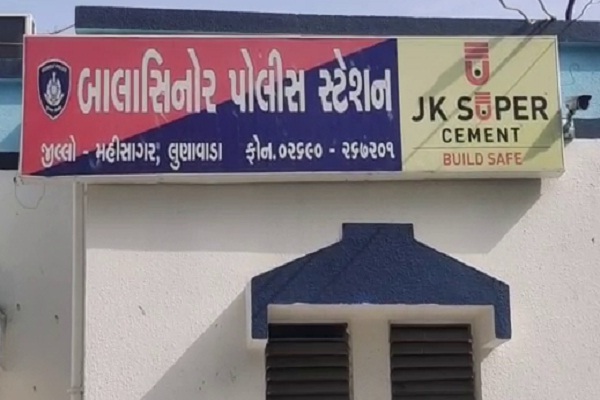 બાલાસિનોર પોલીસ સ્ટેશન
જીલ્લો - મહીસાગર, લુણાવાડા ફોન.૦૨૬૯૦ - ૨૬૭૨૦૧
JK SUPER
CEMENT
BUILD SAFE